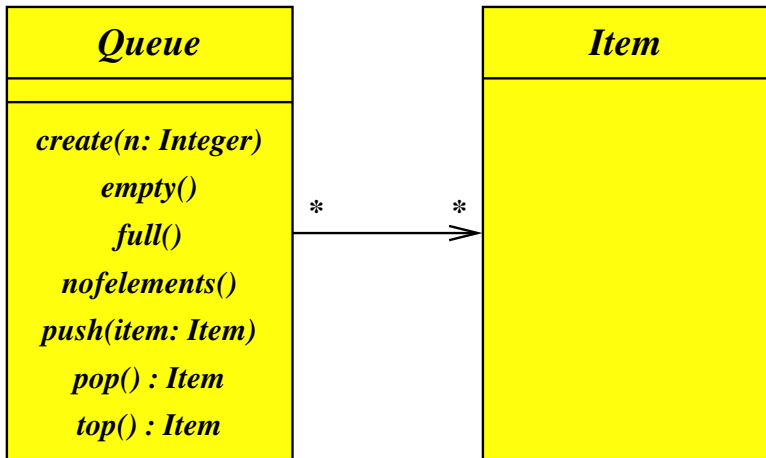 Queue
create(n: Integer)
empty()
full()
nofelements()
push(item: Item)
pop() : Item
top() : Item
* *
Item